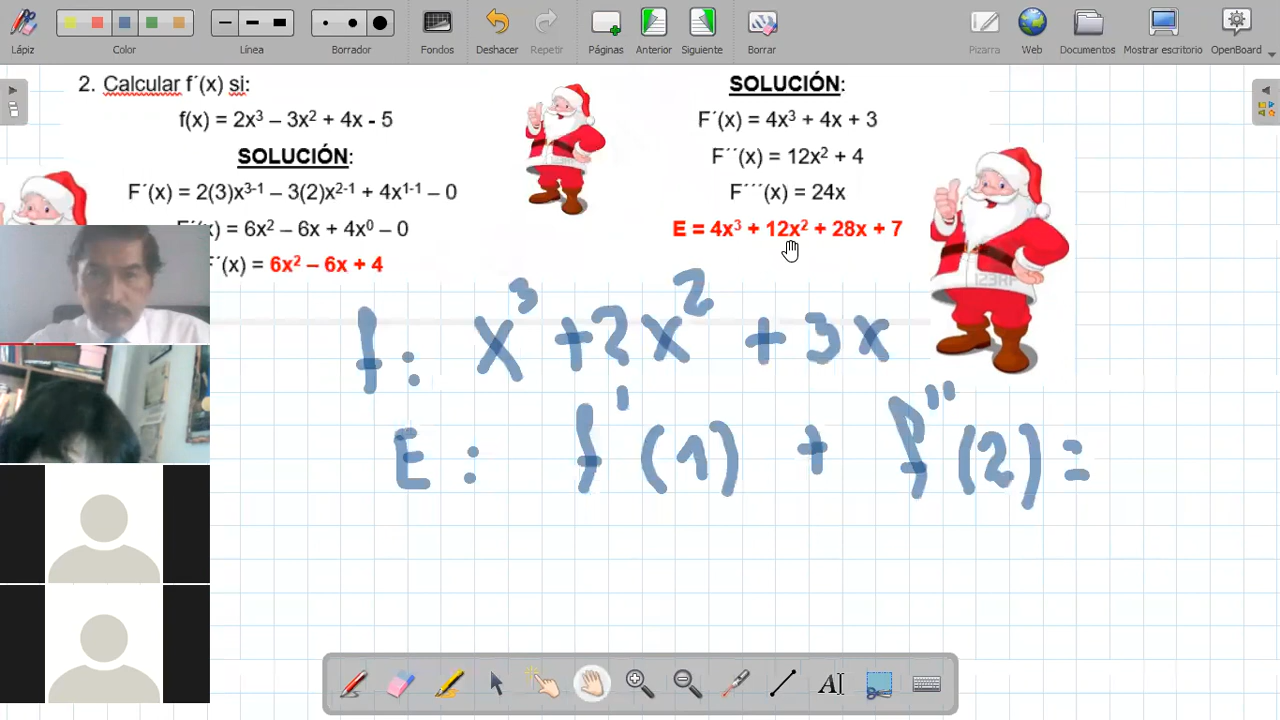 Lápiz
Color
Línea
Borrador
Fondos
Deshacer
Repetir
Páginas
Anterior
Siguiente
Borrar
Pizarra
Web
Documentos
Mostrar escritorio
OpenBoard
2. Calcular f´(x) si:
f(x) = 2x³ – 3x² + 4x - 5
SOLUCIÓN:
F´(x) = 2(3)x³⁻¹ – 3(2)x²⁻¹ + 4x¹⁻¹ – 0
(x) = 6x² – 6x + 4x⁰ – 0
´(x) = 6x² – 6x + 4
SOLUCIÓN:
F´(x) = 4x³ + 4x + 3
F´´(x) = 12x² + 4
F´´´(x) = 24x
E = 4x³ + 12x² + 28x + 7
f: x³ + 2x² + 3x
E: f'(1) + f''(2) =
AI